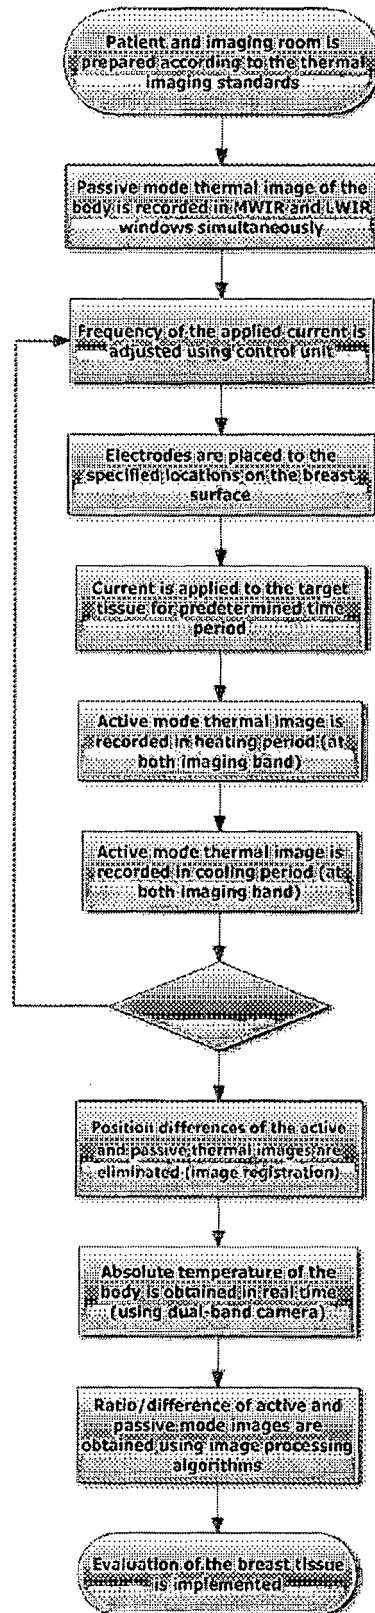 Patient and imaging room is
prepared according to the thermal
imaging standards
Passive mode thermal image of the
body is recorded in MWIR and LWIR
windows simultaneously
Frequency of the applied current is
adjusted using control unit
Electrodes are placed to the
specified locations on the breast
surface
Current is applied to the target
tissue for predetermined time
period
Active mode thermal image is
recorded in heating period (at
both imaging band)
Active mode thermal image is
recorded in cooling period (at
both imaging band)
Position differences of the active
and passive thermal images are
eliminated (image registration)
Absolute temperature of the
body is obtained in real time
(using dual-band camera)
Ratio/difference of active and
passive mode images are
obtained using image processing
algorithms
Evaluation of the breast tissue
is implemented